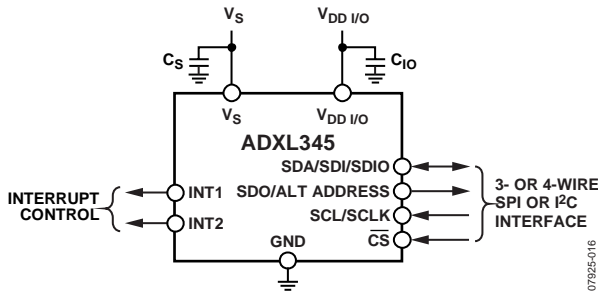 VS
VDD I/O
CS
CIO
VS
VDD I/O
ADXL345
SDA/SDI/SDIO
SDO/ALT ADDRESS
SCL/SCLK
CS
INT1
INT2
GND
INTERRUPT
CONTROL
3- OR 4-WIRE
SPI OR I2C
INTERFACE
07925-016